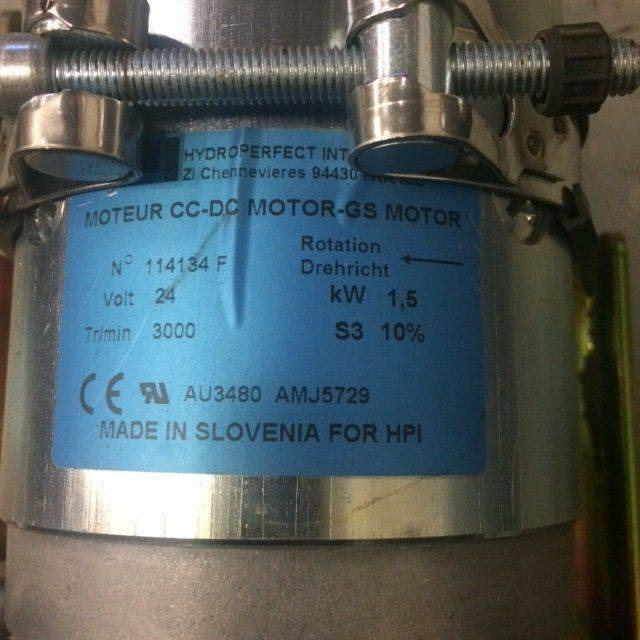 HYDROPERFECT INT
ZI Chennevieres 94430
MOTEUR CC-DC MOTOR-GS MOTOR
N° 114134 F
Rotation
Drehricht
Volt 24
kW 1,5
Tr/min 3000
S3 10%
CE RU AU3480 AMJ5729
MADE IN SLOVENIA FOR HPI